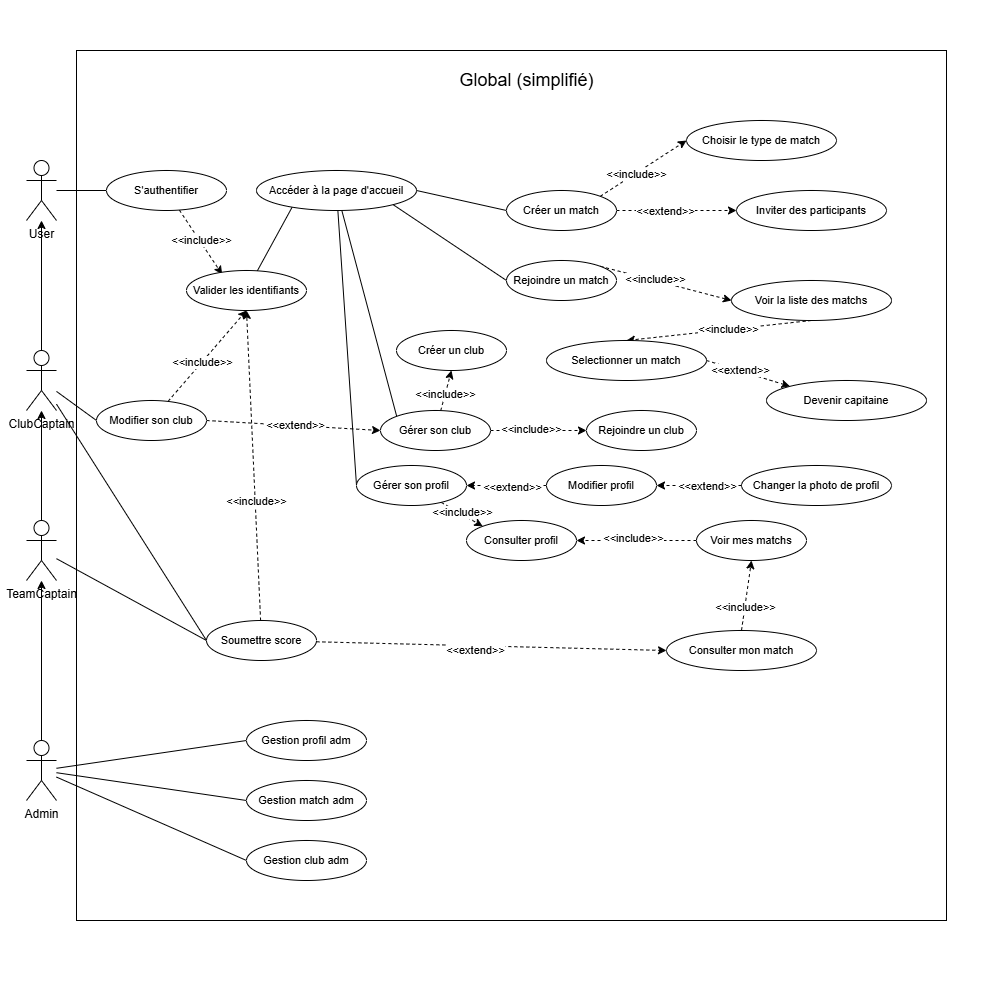 Global (simplifié)
Choisir le type de match
<<include>>
S'authentifier
Accéder à la page d'accueil
Créer un match
<<extend>>
Inviter des participants
User
<<include>>
Valider les identifiants
Rejoindre un match
<<include>>
Voir la liste des matchs
<<include>>
Créer un club
Selectionner un match
<<extend>>
<<include>>
<<include>>
Devenir capitaine
ClubCaptain
Modifier son club
<<extend>>
Gérer son club
<<include>>
Rejoindre un club
Gérer son profil
<<extend>>
Modifier profil
<<extend>>
Changer la photo de profil
<<include>>
<<include>>
Consulter profil
<<include>>
Voir mes matchs
TeamCaptain
<<include>>
Soumettre score
<<extend>>
Consulter mon match
Gestion profil adm
Gestion match adm
Admin
Gestion club adm